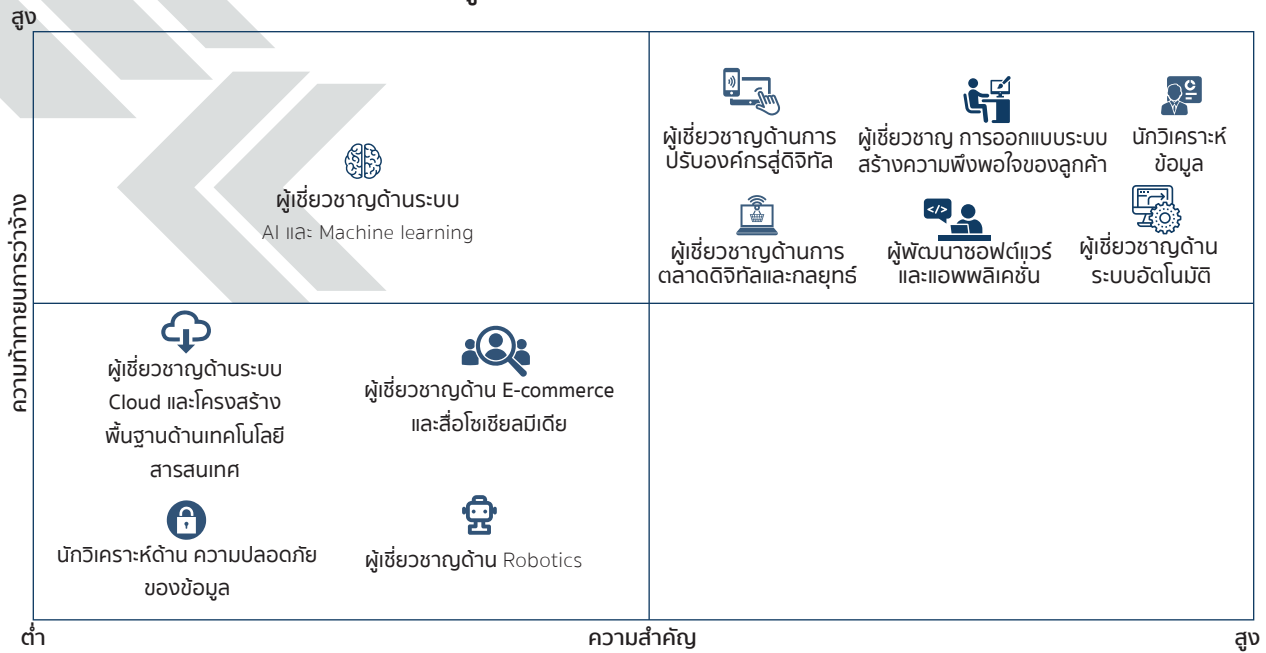 สูง
ผู้เชี่ยวชาญด้านการ
ปรับองค์กรสู่ดิจิทัล
ผู้เชี่ยวชาญ การออกแบบระบบ
สร้างความพึงพอใจของลูกค้า
นักวิเคราะห์
ข้อมูล
ผู้เชี่ยวชาญด้านระบบ
AI และ Machine learning
ผู้เชี่ยวชาญด้านการ
ตลาดดิจิทัลและกลยุทธ์
ผู้พัฒนาซอฟต์แวร์
และแอพพลิเคชั่น
ผู้เชี่ยวชาญด้าน
ระบบอัตโนมัติ
ความท้าทายนการว่าจ้าง
ผู้เชี่ยวชาญด้านระบบ
Cloud และโครงสร้าง
พื้นฐานด้านเทคโนโลยี
สารสนเทศ
ผู้เชี่ยวชาญด้าน E-commerce
และสื่อโซเชียลมีเดีย
นักวิเคราะห์ด้าน ความปลอดภัย
ของข้อมูล
ผู้เชี่ยวชาญด้าน Robotics
ต่ำ
ความสำคัญ
สูง